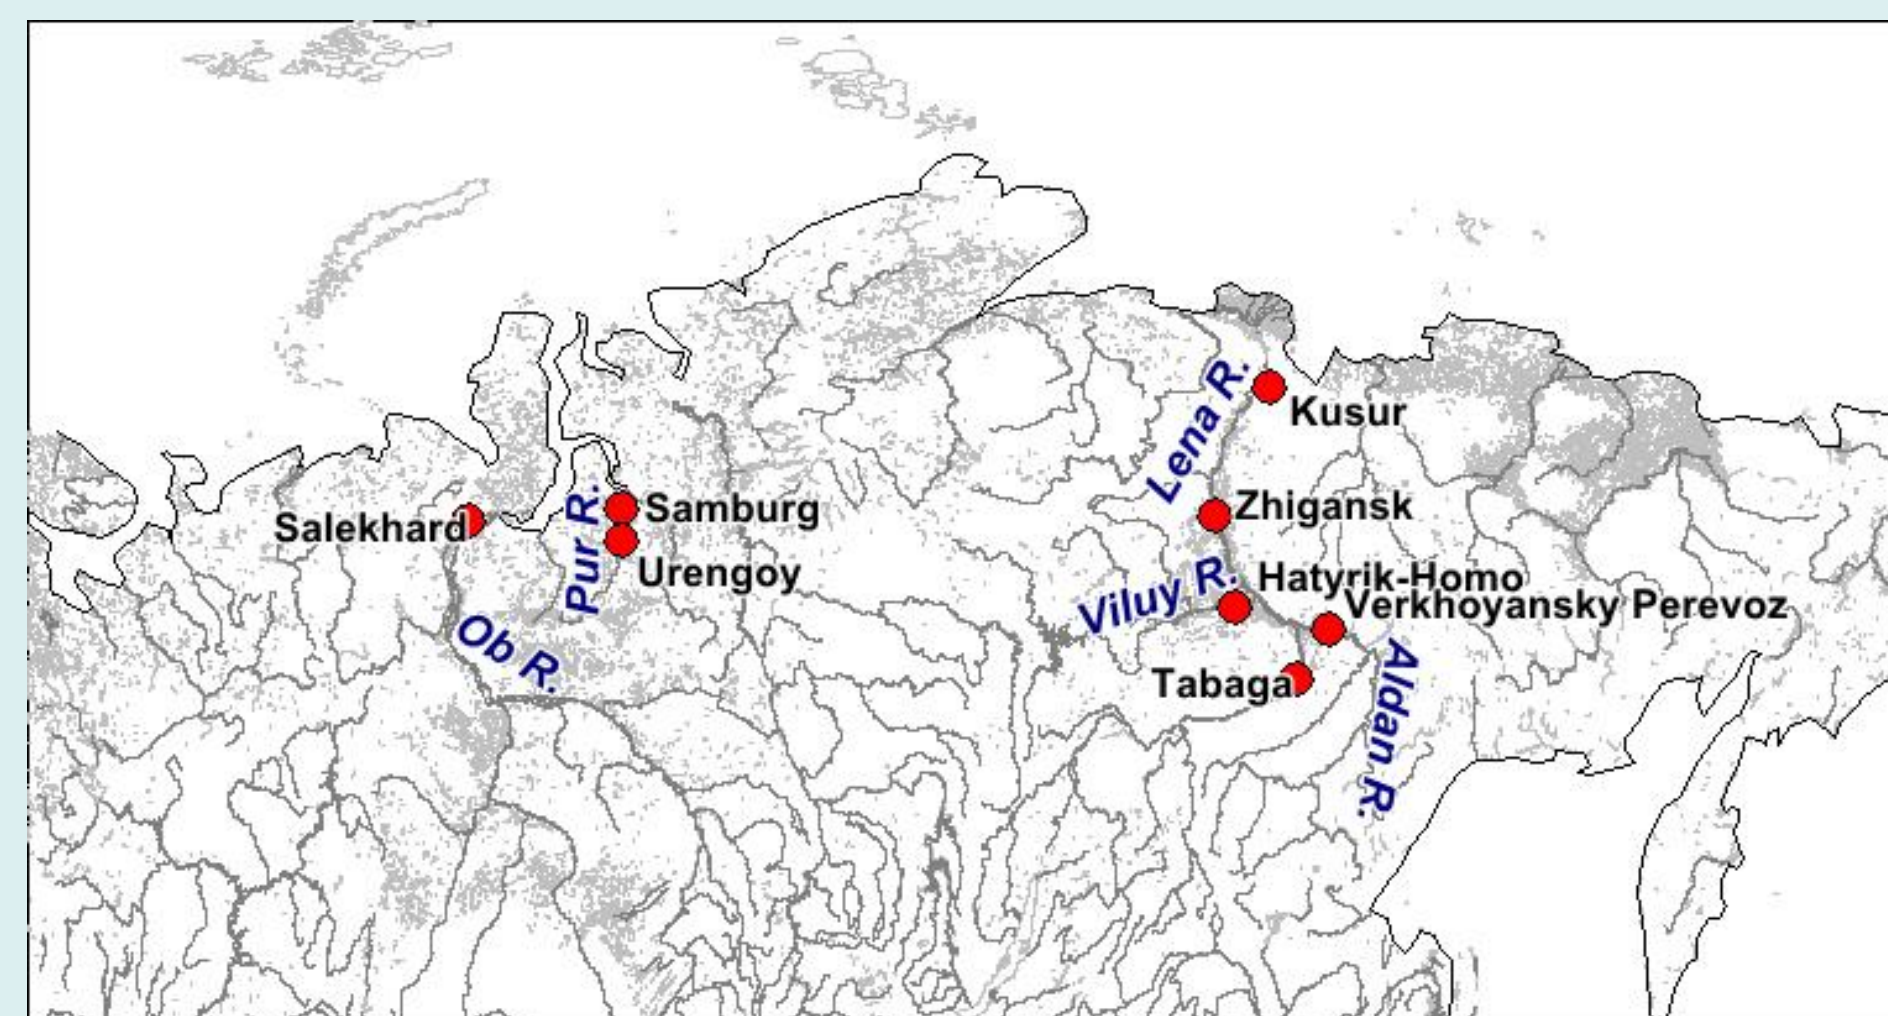 Lena R.
Kusur
Salekhard
Pur R.
Samburg
Urengoy
Zhigansk
Ob R.
Viluy R.
Hatyrik-Homo
Verkhoyansky Perevoz
Tabaga
Aldan R.